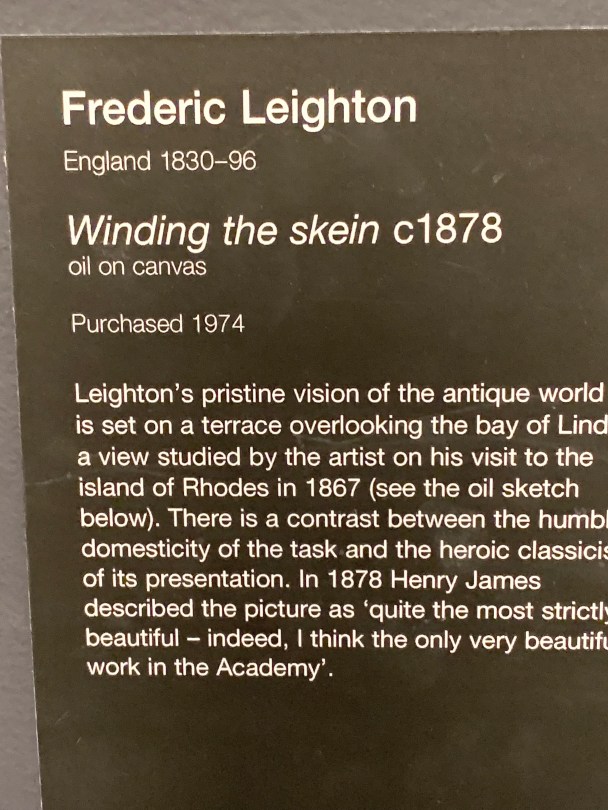 Frederic Leighton
England 1830–96
Winding the skein c1878
oil on canvas
Purchased 1974
Leighton's pristine vision of the antique world
is set on a terrace overlooking the bay of Lind
a view studied by the artist on his visit to the
island of Rhodes in 1867 (see the oil sketch
below). There is a contrast between the humbl
domesticity of the task and the heroic classicis
of its presentation. In 1878 Henry James
described the picture as ‘quite the most strictly
beautiful – indeed, I think the only very beautifu
work in the Academy’.